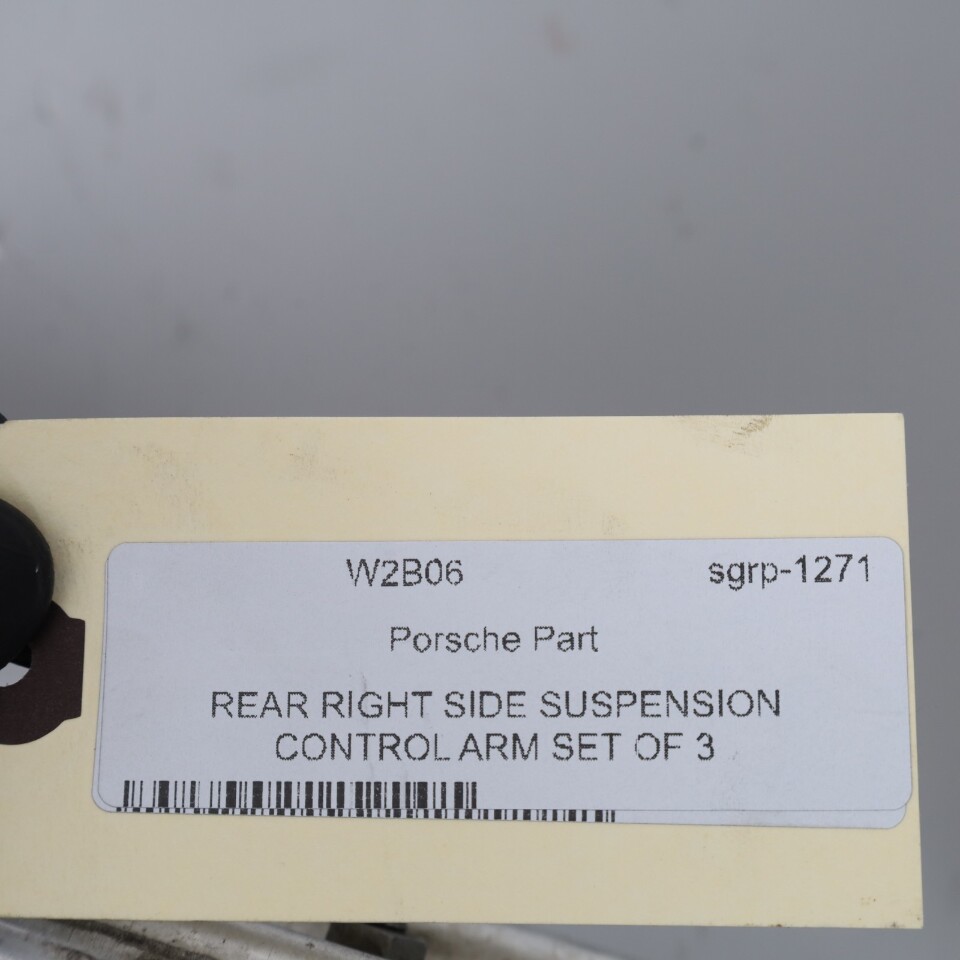 W2B06 sgrp-1271
Porsche Part
REAR RIGHT SIDE SUSPENSION
CONTROL ARM SET OF 3